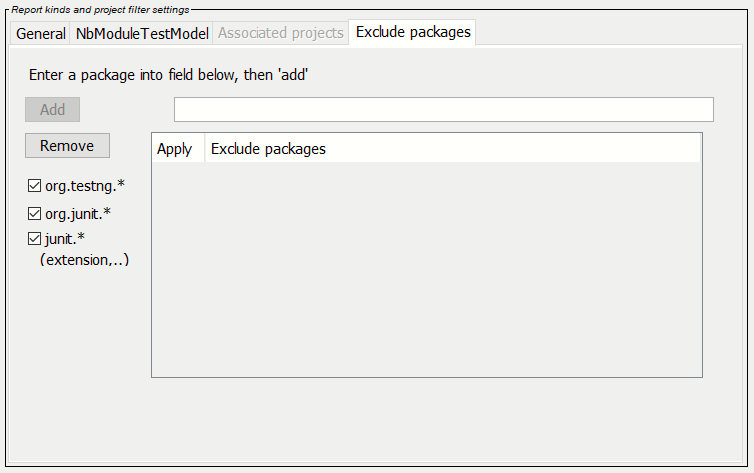 Report kinds and project filter settings
General NbModuleTestModel Associated projects Exclude packages
Enter a package into field below, then 'add'
Add
Remove
Apply Exclude packages
org.testng.*
org.junit.*
junit.*
(extension,..)